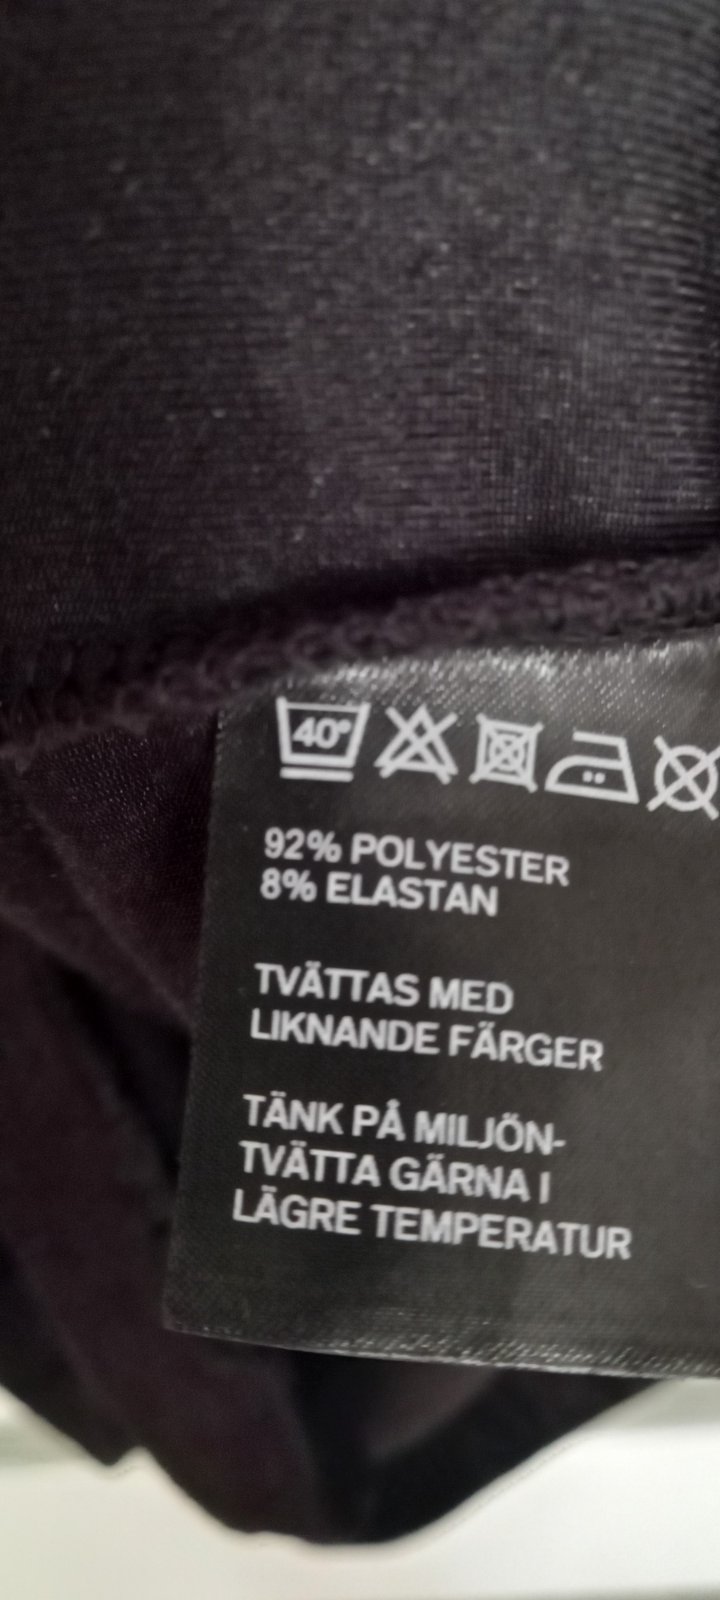 40°
92% POLYESTER
8% ELASTAN
TVÄTTAS MED
LIKNANDE FÄRGER
TÄNK PÅ MILJÖN-
TVÄTTA GÄRNA I
LÄGRE TEMPERATUR